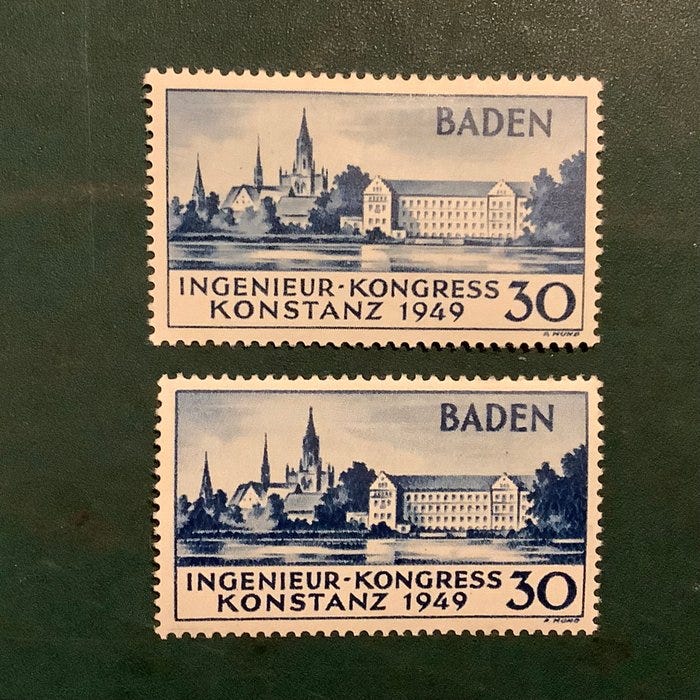 BADEN
INGENIEUR-KONGRESS
KONSTANZ 1949
30
BADEN
INGENIEUR-KONGRESS
KONSTANZ 1949
30